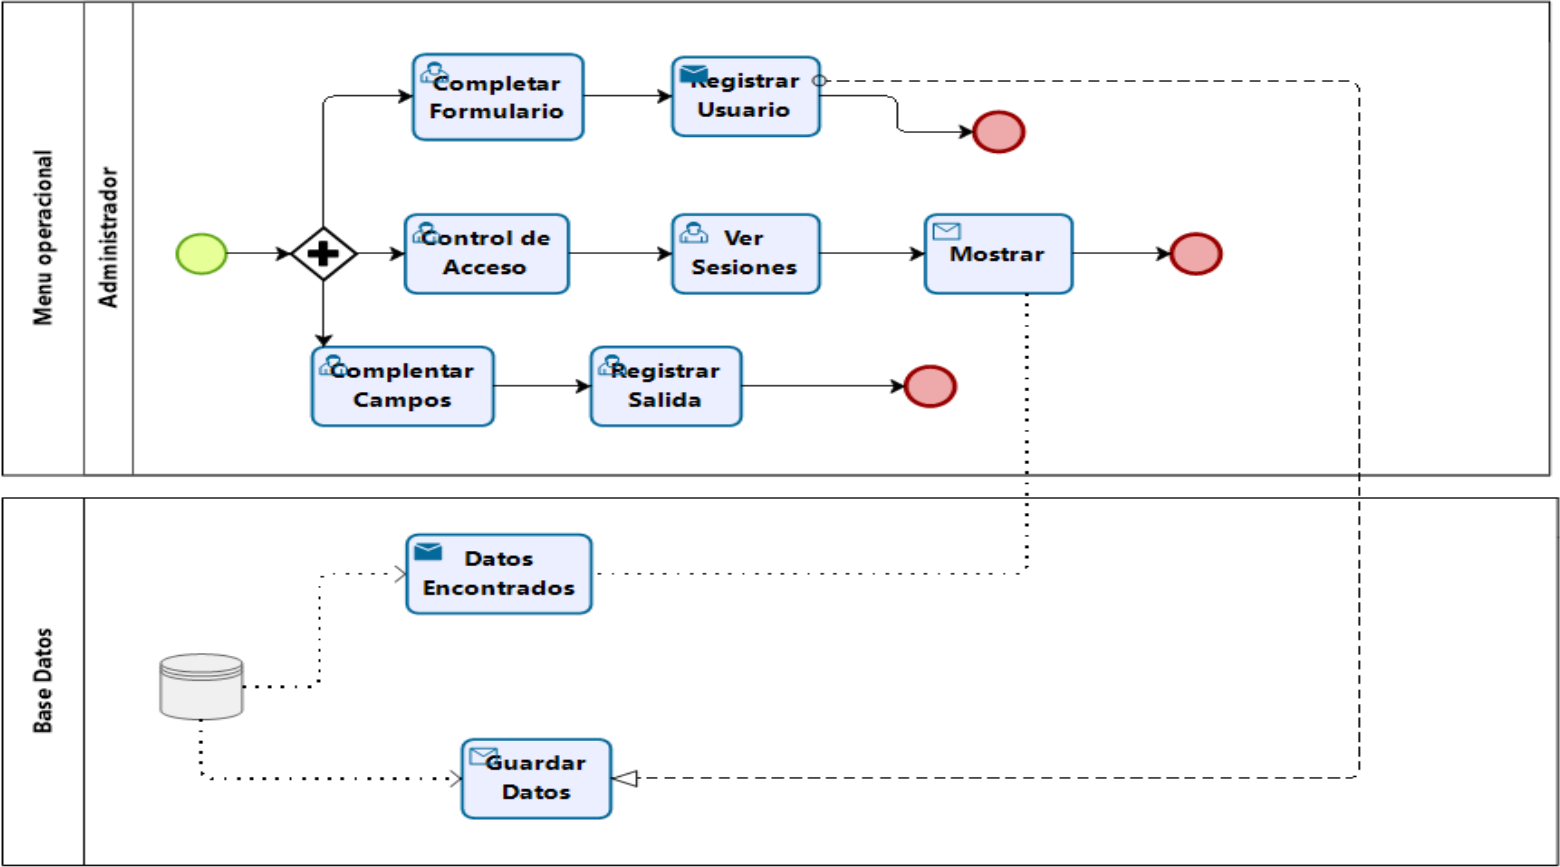 Menu operacional
Administrador
Completar
Formulario
Registrar
Usuario
Control de
Acceso
Ver
Sesiones
Mostrar
Complentar
Campos
Registrar
Salida
Base Datos
Datos
Encontrados
Guardar
Datos